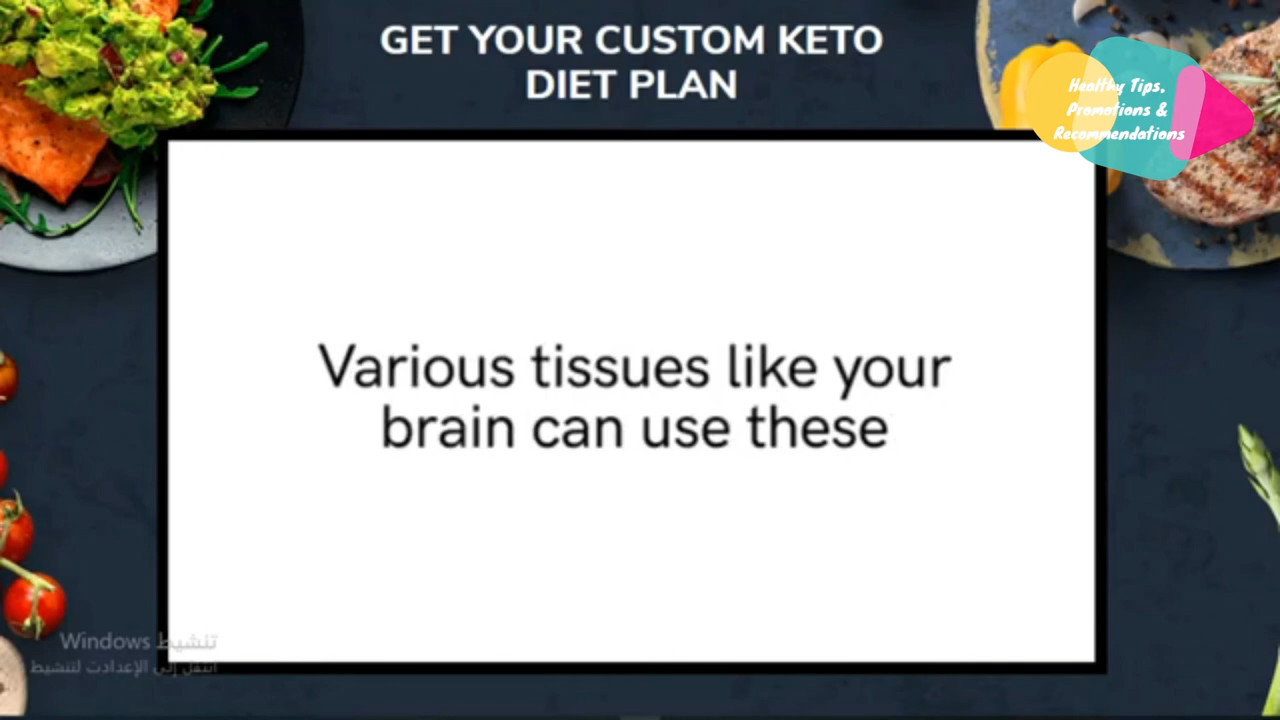 GET YOUR CUSTOM KETO
DIET PLAN
Healthy Tips,
Promotions &
Recommendations
Various tissues like your
brain can use these
تنشيط Windows
انتقل إلى الإعدادت لتنشيط